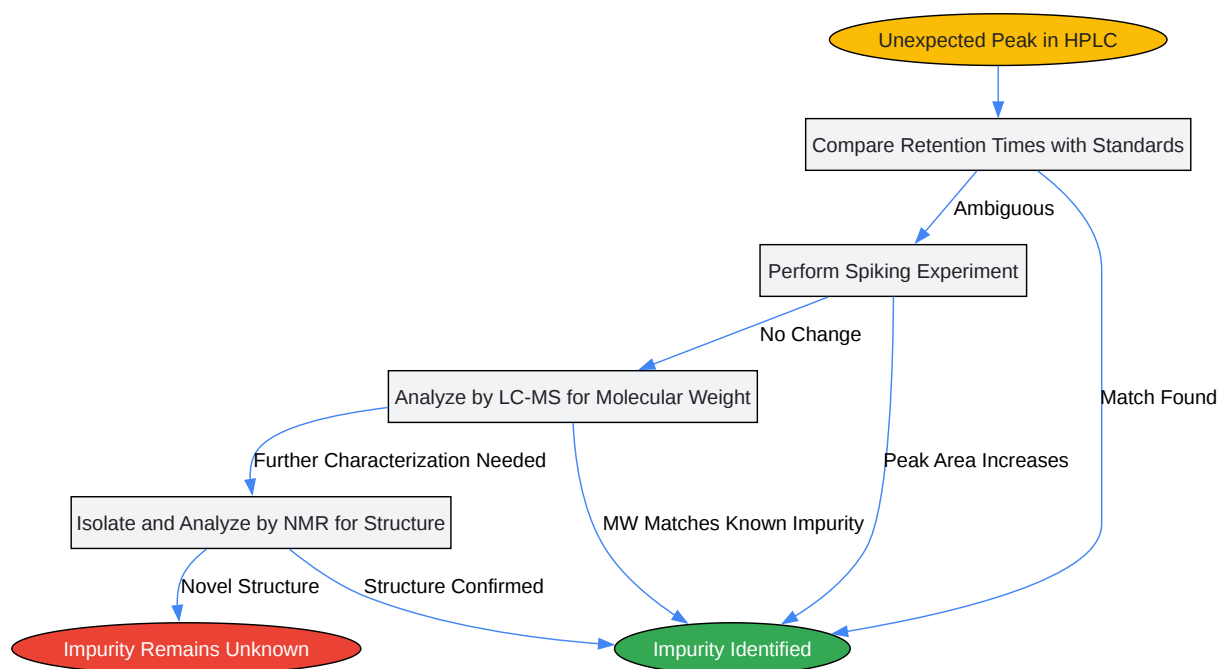 Unexpected Peak in HPLC
Compare Retention Times with Standards
Ambiguous
Perform Spiking Experiment
No Change
Analyze by LC-MS for Molecular Weight
Match Found
Further Characterization Needed
Peak Area Increases
Isolate and Analyze by NMR for Structure
MW Matches Known Impurity
Novel Structure
Structure Confirmed
Impurity Remains Unknown
Impurity Identified